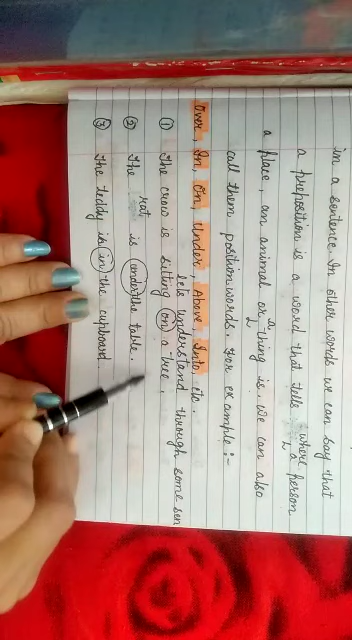 in a sentence. In other words we can say that
a preposition is a word that tells where a person
a place, an animal or a thing is. We can also
call them position words. For example :-
Over, In, On, Under, Above, Into, etc.
lets understand through some sen
① The crow is sitting on a tree.
② The rat is under the table.
③ The teddy is in the cupboard.